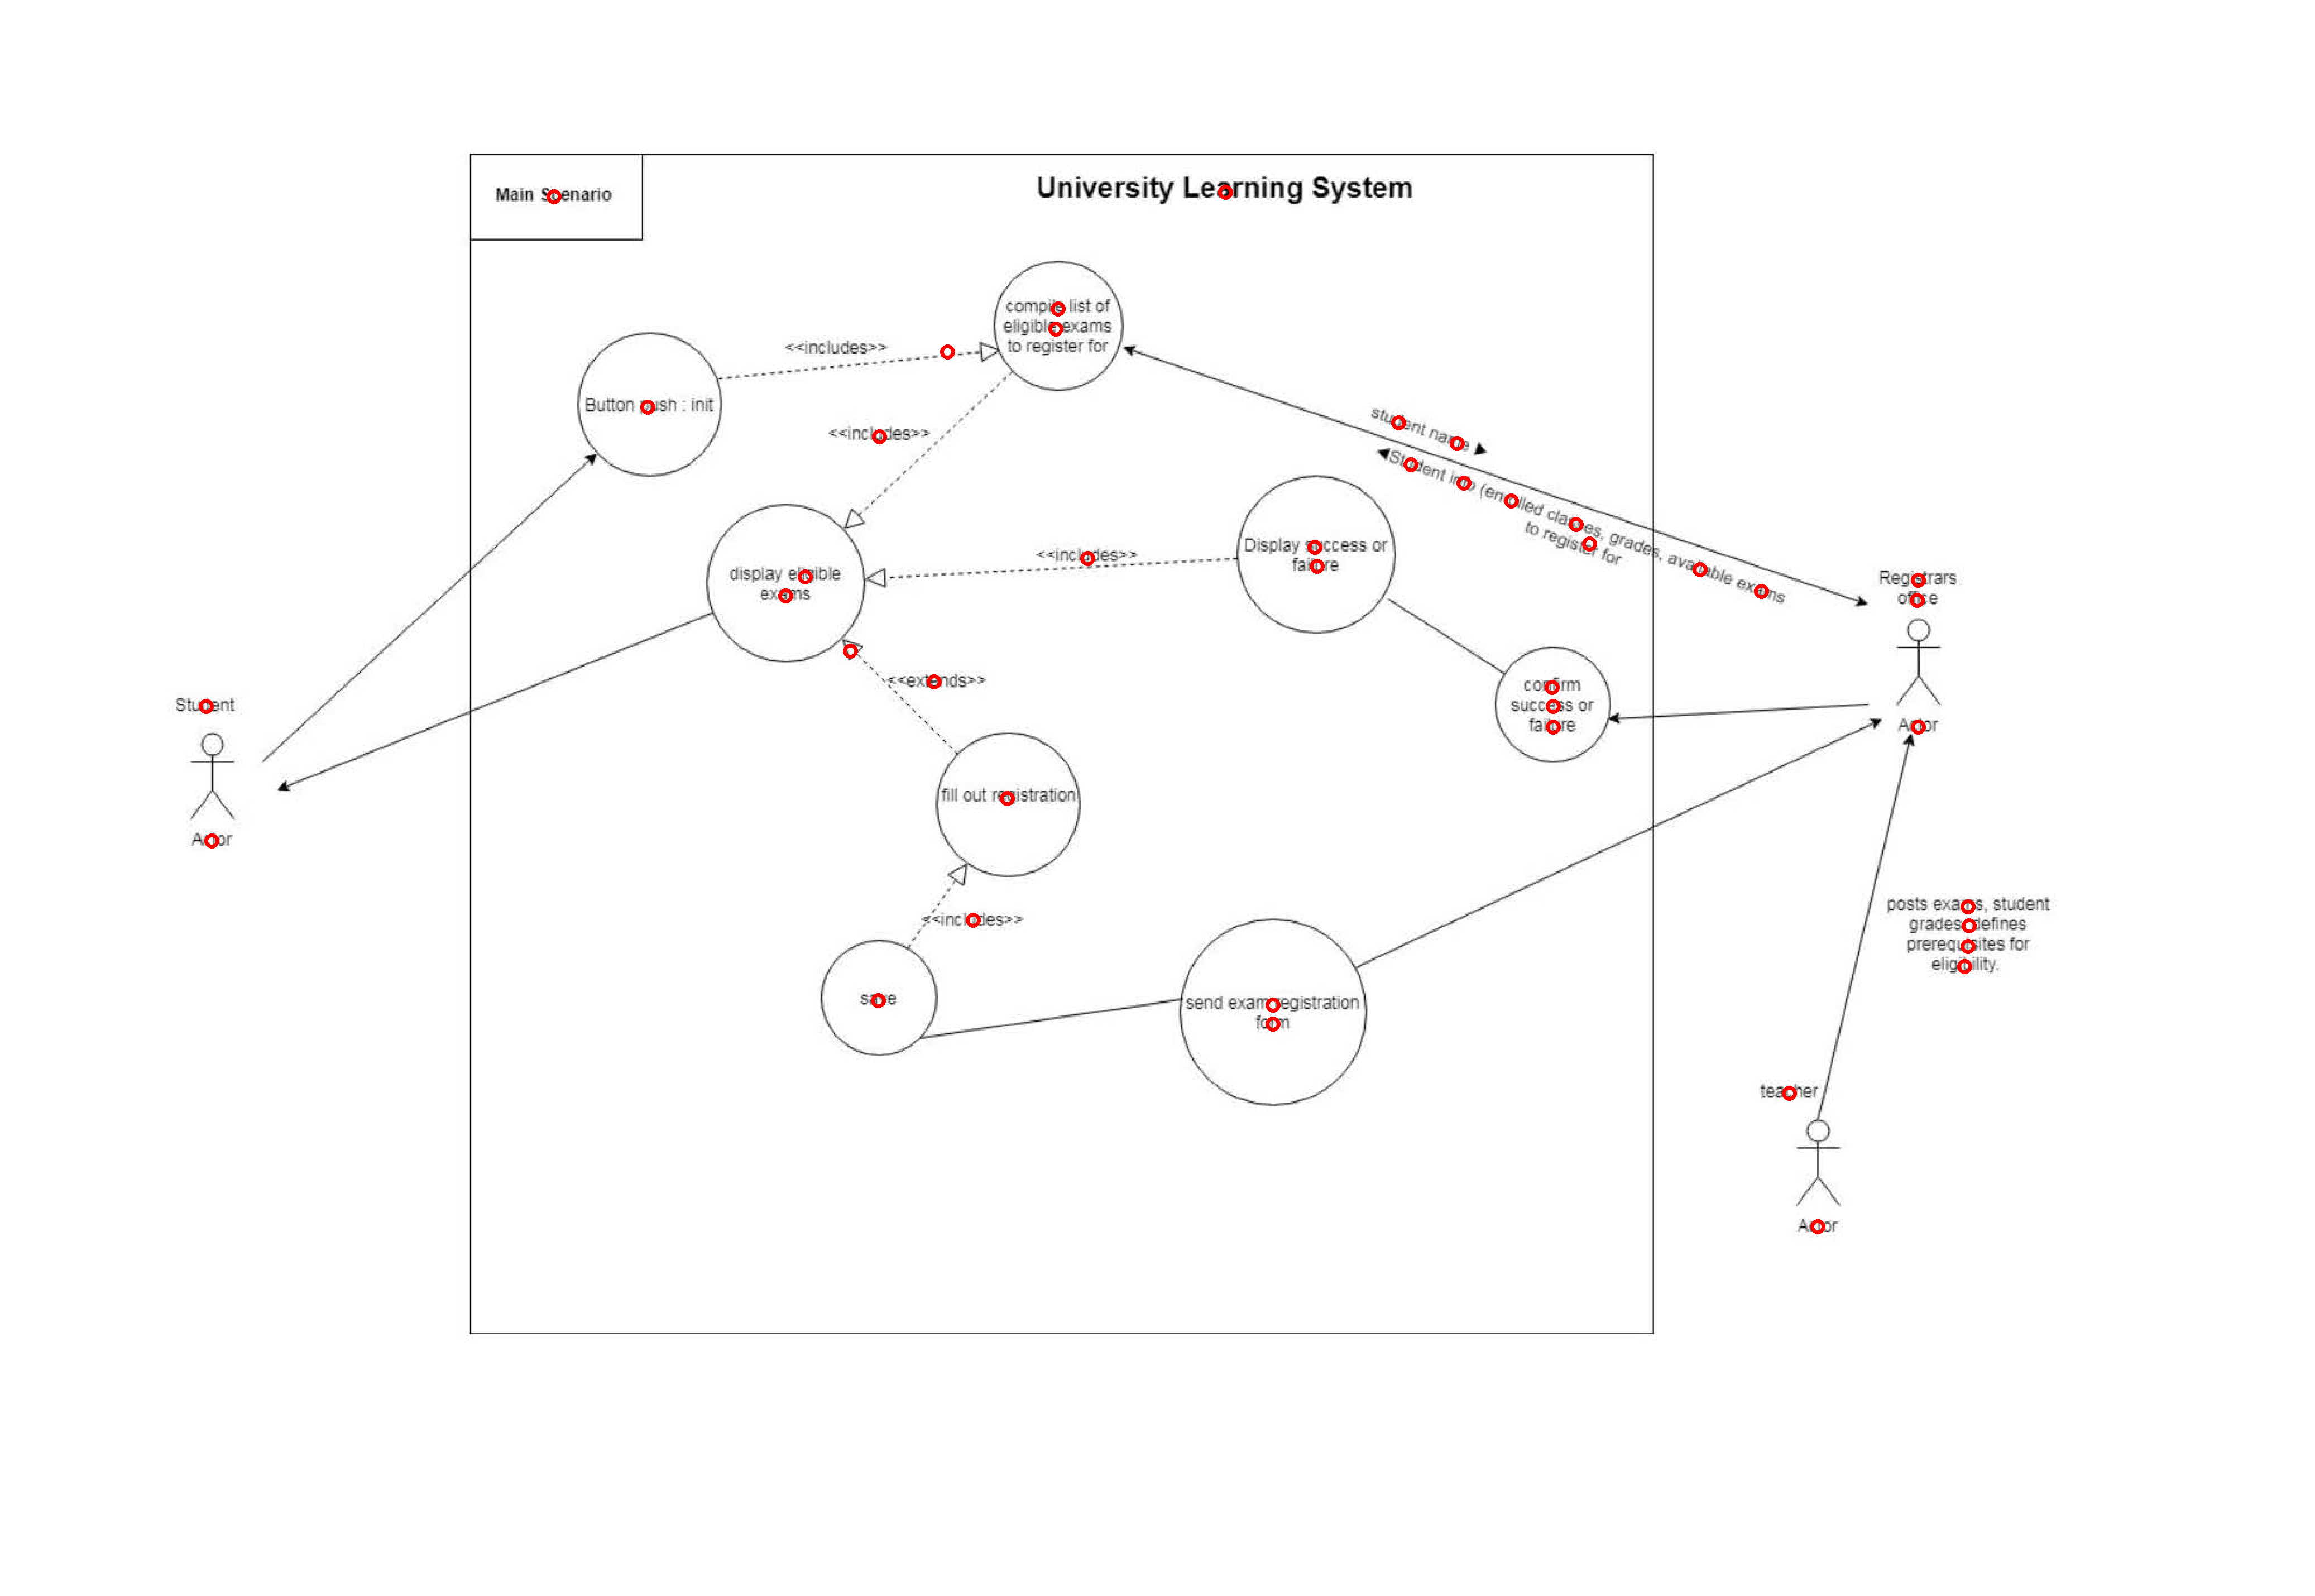 Main Scenario
University Learning System
compile list of
eligible exams
to register for
<<includes>>
Button push : init
<<includes>>
student name
Student info (enrolled classes, grades, available exams
to register for
<<includes>>
Display success or
failure
display eligible
exams
Registrars
office
Actor
<<extends>>
confirm
success or
failure
Student
Actor
fill out registration
<<includes>>
posts exams, student
grades, defines
prerequisites for
eligibility.
save
send exam registration
form
teacher
Actor